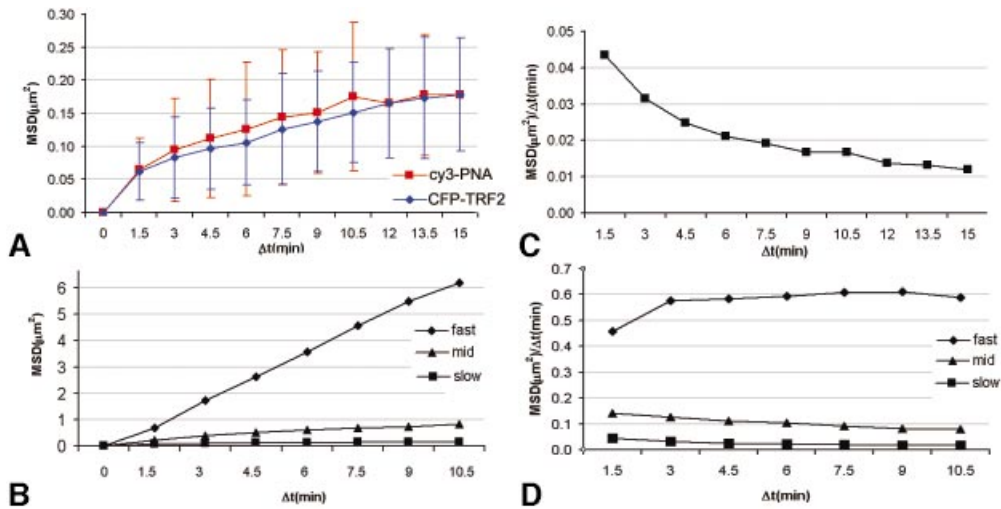 0.30
0.25
0.20
0.15
0.10
0.05
0.00
MSD(μm²)
cy3-PNA
CFP-TRF2
0 1.5 3 4.5 6 7.5 9 10.5 12 13.5 15
Δt(min)
A
0.05
0.04
0.03
0.02
0.01
0.00
MSD(μm²)/Δt(min)
1.5 3 4.5 6 7.5 9 10.5 12 13.5 15
Δt(min)
C
6
5
4
3
2
1
0
MSD(μm²)
fast
mid
slow
0 1.5 3 4.5 6 7.5 9 10.5
Δt(min)
B
0.7
0.6
0.5
0.4
0.3
0.2
0.1
0.0
MSD(μm²)/Δt(min)
fast
mid
slow
1.5 3 4.5 6 7.5 9 10.5
Δt(min)
D